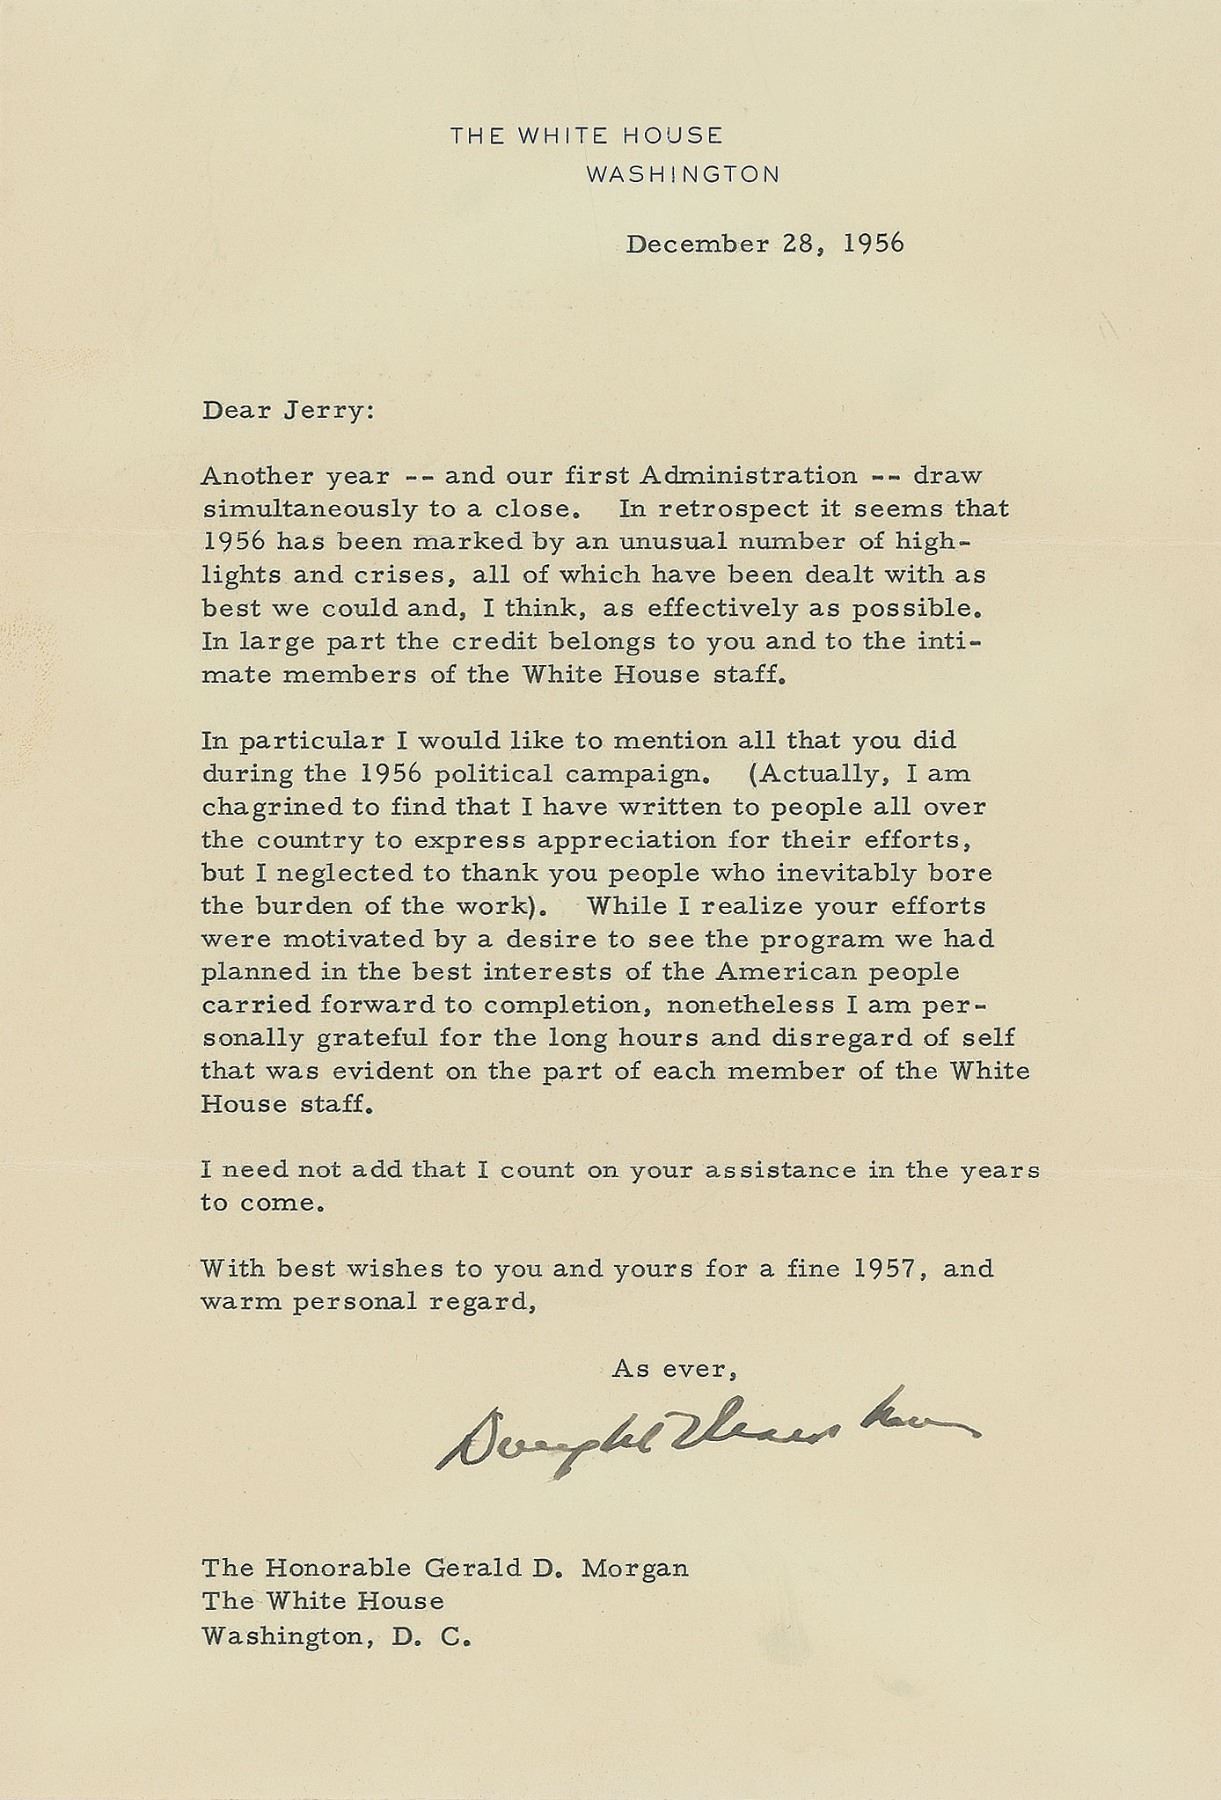 THE WHITE HOUSE
WASHINGTON
December 28, 1956
Dear Jerry:
Another year -- and our first Administration -- draw
simultaneously to a close. In retrospect it seems that
1956 has been marked by an unusual number of high-
lights and crises, all of which have been dealt with as
best we could and, I think, as effectively as possible.
In large part the credit belongs to you and to the inti-
mate members of the White House staff.
In particular I would like to mention all that you did
during the 1956 political campaign. (Actually, I am
chagrined to find that I have written to people all over
the country to express appreciation for their efforts,
but I neglected to thank you people who inevitably bore
the burden of the work). While I realize your efforts
were motivated by a desire to see the program we had
planned in the best interests of the American people
carried forward to completion, nonetheless I am per-
sonally grateful for the long hours and disregard of self
that was evident on the part of each member of the White
House staff.
I need not add that I count on your assistance in the years
to come.
With best wishes to you and yours for a fine 1957, and
warm personal regard,
As ever,
Dwight Eisenhower
The Honorable Gerald D. Morgan
The White House
Washington, D. C.